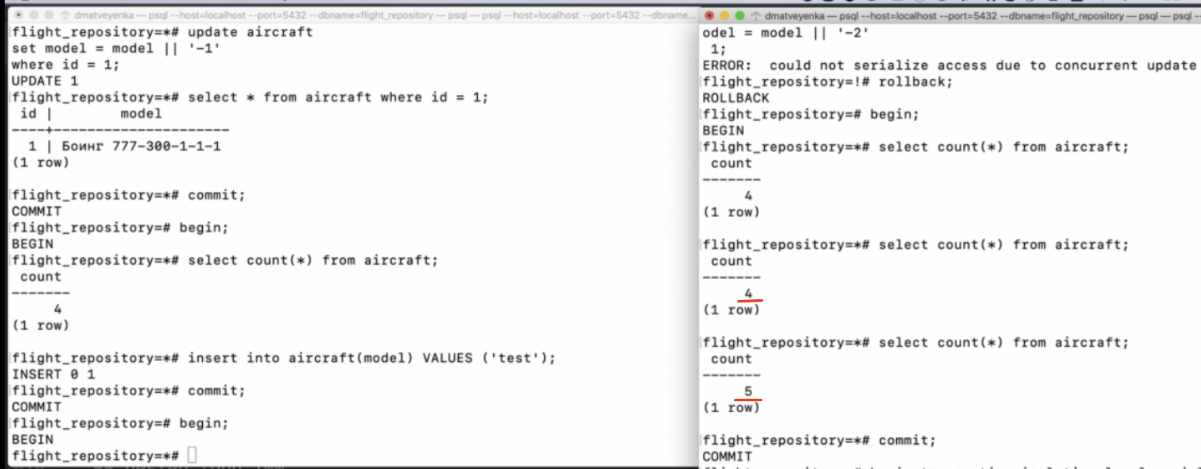 dmatveyenka — psql --host=localhost --port=5432 --dbname=flight_repository — psql — psql --host=localhost --port=5432 --dbname...
flight_repository=*# update aircraft
set model = model || '-1'
where id = 1;
UPDATE 1
flight_repository=*# select * from aircraft where id = 1;
id | model
----+----------------------
1 | Боинг 777-300-1-1-1
(1 row)
flight_repository=*# commit;
COMMIT
flight_repository=# begin;
BEGIN
flight_repository=*# select count(*) from aircraft;
count
-------
4
(1 row)
flight_repository=*# insert into aircraft(model) VALUES ('test');
INSERT 0 1
flight_repository=*# commit;
COMMIT
flight_repository=# begin;
BEGIN
flight_repository=*#
dmatveyenka — psql --host=localhost --port=5432 --dbname=flight_repository — psql — psql --
odel = model || '-2'
1;
ERROR: could not serialize access due to concurrent update
flight_repository=!# rollback;
ROLLBACK
flight_repository=# begin;
BEGIN
flight_repository=*# select count(*) from aircraft;
count
-------
4
(1 row)
flight_repository=*# select count(*) from aircraft;
count
-------
4
(1 row)
flight_repository=*# select count(*) from aircraft;
count
-------
5
(1 row)
flight_repository=*# commit;
COMMIT